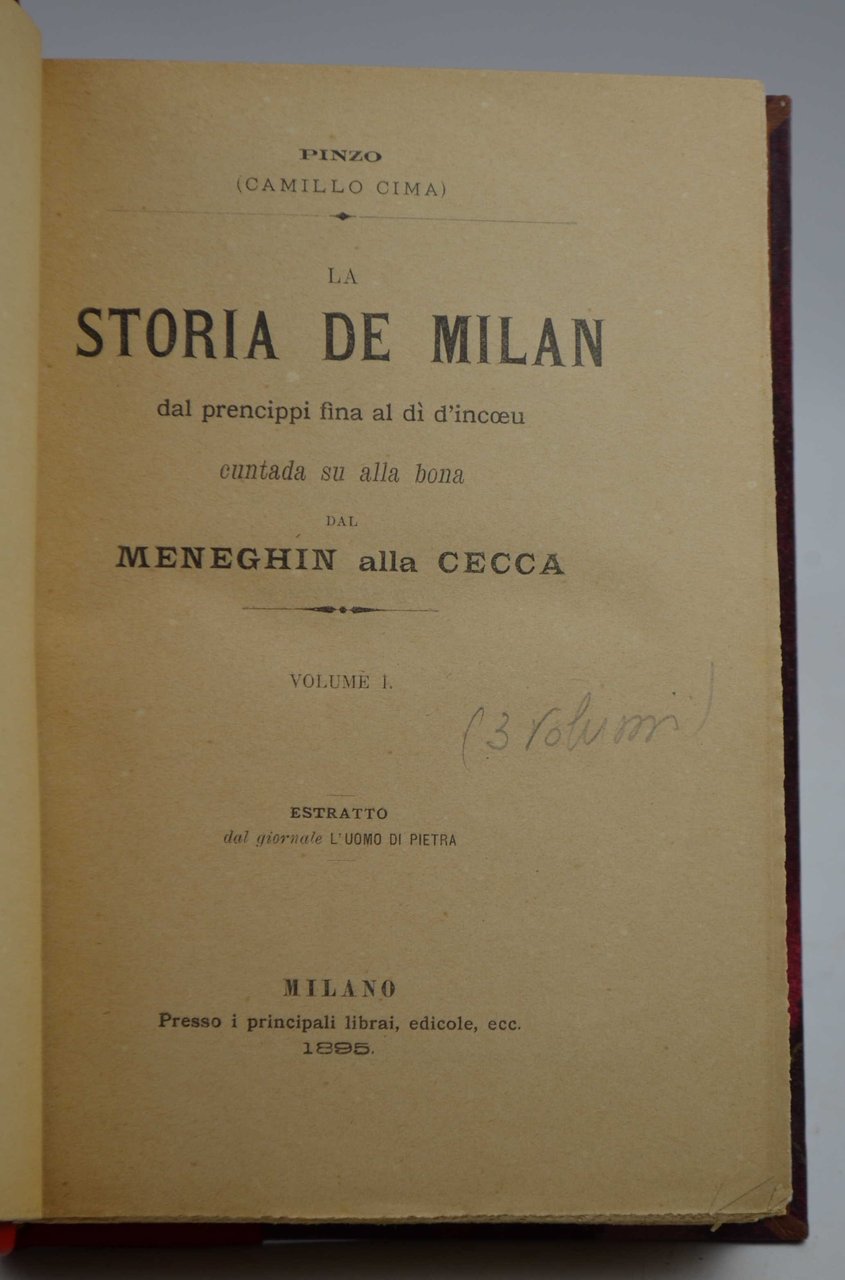 PINZO
(CAMILLO CIMA)
LA
STORIA DE MILAN
dal prencippi fina al dì d'incœu
cuntada su alla bona
DAL
MENEGHIN alla CECCA
VOLUME I.
(3 volumi)
ESTRATTO
dal giornale L'UOMO DI PIETRA
MILANO
Presso i principali librai, edicole, ecc.
1895.